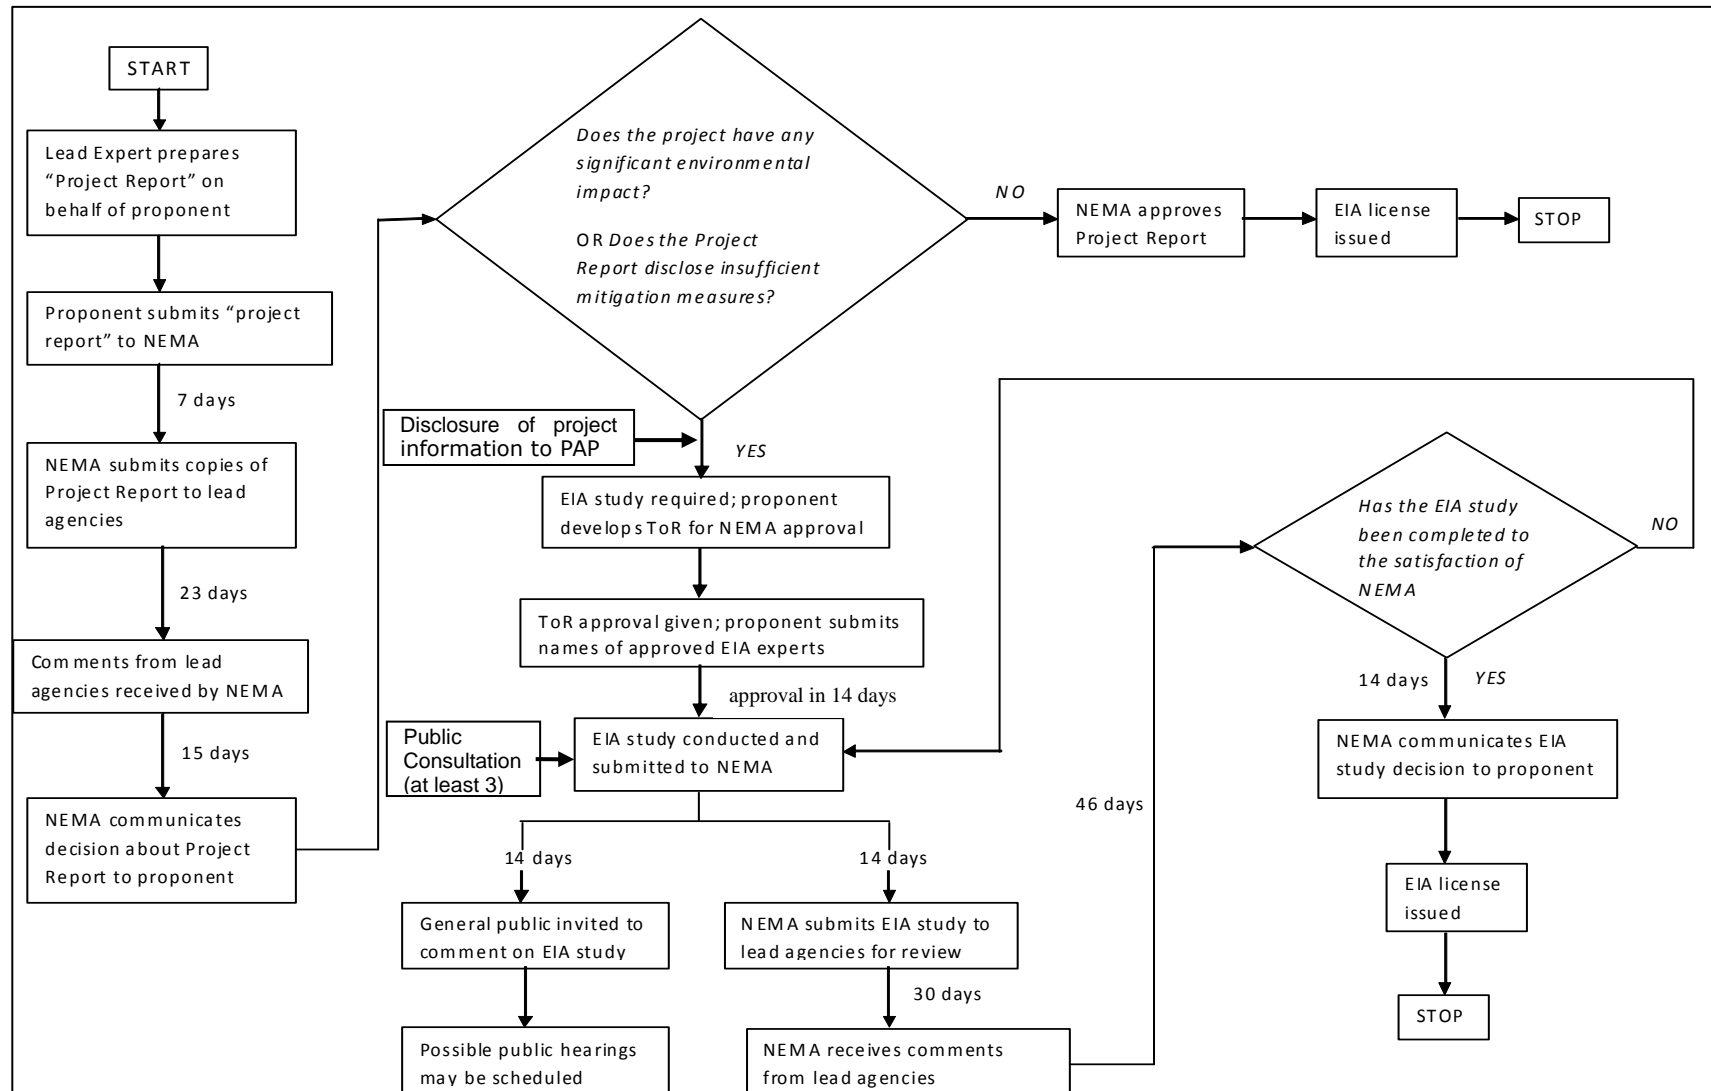 START
Lead Expert prepares
“Project Report” on
behalf of proponent
Proponent submits “project
report” to NEMA
7 days
NEMA submits copies of
Project Report to lead
agencies
23 days
Comments from lead
agencies received by NEMA
15 days
NEMA communicates
decision about Project
Report to proponent
Does the project have any
significant environmental
impact?
OR Does the Project
Report disclose insufficient
mitigation measures?
NO
NEMA approves
Project Report
EIA license
issued
STOP
Disclosure of project
information to PAP
YES
EIA study required; proponent
develops ToR for NEMA approval
ToR approval given; proponent submits
names of approved EIA experts
approval in 14 days
Public
Consultation
(at least 3)
EIA study conducted and
submitted to NEMA
14 days
General public invited to
comment on EIA study
Possible public hearings
may be scheduled
14 days
NEMA submits EIA study to
lead agencies for review
30 days
NEMA receives comments
from lead agencies
46 days
Has the EIA study
been completed to
the satisfaction of
NEMA
NO
14 days
YES
NEMA communicates EIA
study decision to proponent
EIA license
issued
STOP